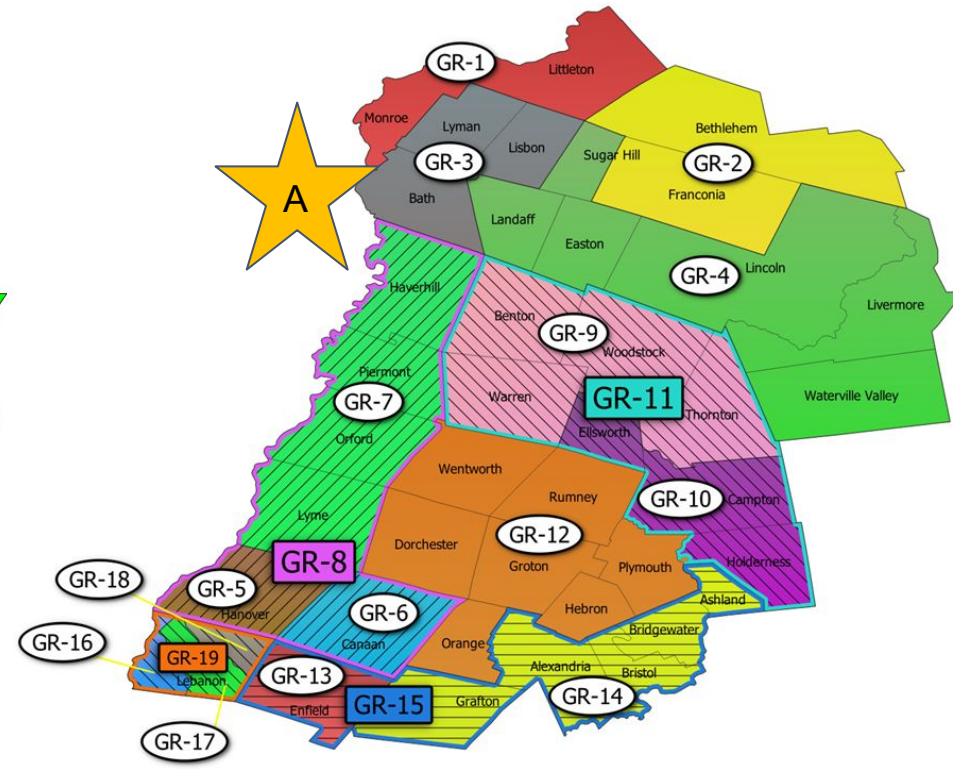 GR-1
Littleton
Monroe
Lyman
Lisbon
GR-3
Bath
Bethlehem
Sugar Hill
GR-2
Franconia
A
Landaff
Easton
Lincoln
GR-4
Livermore
Haverhill
Benton
GR-9
Woodstock
Piermont
GR-7
Warren
GR-11
Waterville Valley
Thornton
Orford
Ellsworth
Wentworth
Rumney
GR-10
Campton
Lyme
GR-12
Dorchester
Groton
Plymouth
GR-8
Holderness
GR-18
GR-5
Hanover
GR-6
Canaan
Hebron
Ashland
Bridgewater
GR-16
GR-19
Lebanon
Orange
GR-13
Alexandria
Bristol
GR-14
Enfield
GR-15
Grafton
GR-17